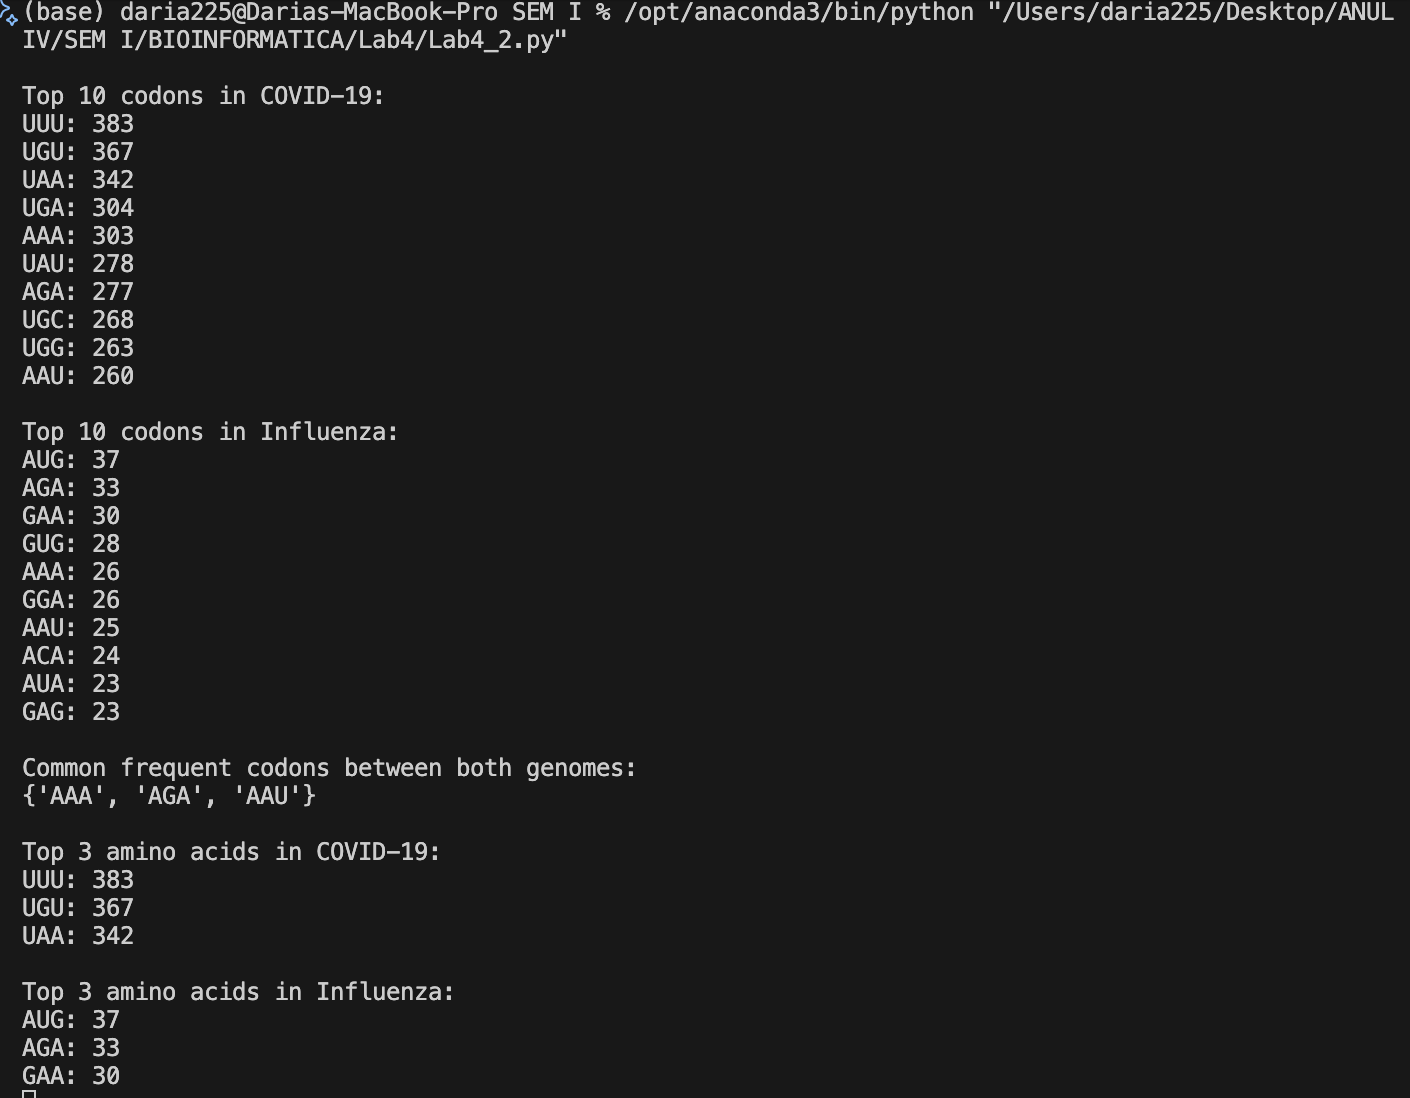 (base) daria225@Darias-MacBook-Pro SEM I % /opt/anaconda3/bin/python "/Users/daria225/Desktop/ANUL
IV/SEM I/BIOINFORMATICA/Lab4/Lab4_2.py"
Top 10 codons in COVID-19:
UUU: 383
UGU: 367
UAA: 342
UGA: 304
AAA: 303
UAU: 278
AGA: 277
UGC: 268
UGG: 263
AAU: 260
Top 10 codons in Influenza:
AUG: 37
AGA: 33
GAA: 30
GUG: 28
AAA: 26
GGA: 26
AAU: 25
ACA: 24
AUA: 23
GAG: 23
Common frequent codons between both genomes:
{'AAA', 'AGA', 'AAU'}
Top 3 amino acids in COVID-19:
UUU: 383
UGU: 367
UAA: 342
Top 3 amino acids in Influenza:
AUG: 37
AGA: 33
GAA: 30